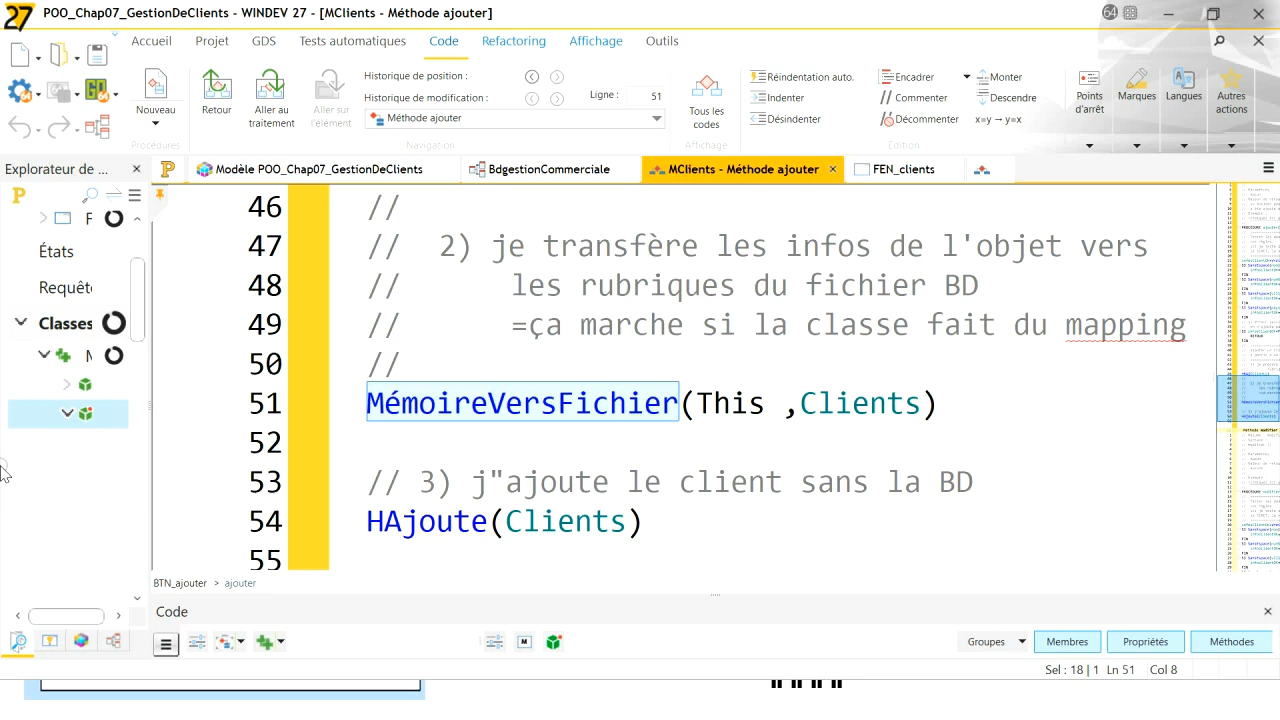 27 POO_Chap07_GestionDeClients - WINDEV 27 - [MClients - Méthode ajouter]
64
Accueil Projet GDS Tests automatiques Code Refactoring Affichage Outils
GO
Nouveau
Procédures
Retour
Aller au
traitement
Aller sur
l'élément
Historique de position :
Historique de modification :
Ligne : 51
Méthode ajouter
Navigation
Tous les
codes
Affichage
Réindentation auto.
Indenter
Désindenter
Encadrer
// Commenter
Décommenter
Monter
Descendre
x=y → y=x
Edition
Points
d'arrêt
Marques
Langues
Autres
actions
Explorateur de ...
Modèle POO_Chap07_GestionDeClients
BdgestionCommerciale
MClients - Méthode ajouter
FEN_clients
F
États
Requêt
Classes
46 //
47 // 2) je transfère les infos de l'objet vers
48 // les rubriques du fichier BD
49 // =ça marche si la classe fait du mapping
50 //
51 MémoireVersFichier(This ,Clients)
52
53 // 3) j"ajoute le client sans la BD
54 HAjoute(Clients)
55
BTN_ajouter > ajouter
Code
M
Groupes Membres Propriétés Méthodes
Sel : 18 | 1 Ln 51 Col 8